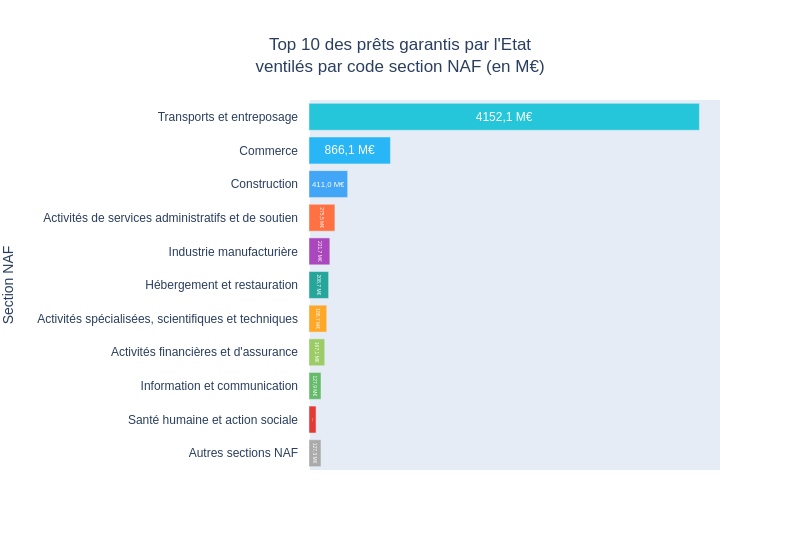 Top 10 des prêts garantis par l'Etat
ventilés par code section NAF (en M€)
Section NAF
Transports et entreposage
4152,1 M€
Commerce
866,1 M€
Construction
411,0 M€
Activités de services administratifs et de soutien
Industrie manufacturière
Hébergement et restauration
Activités spécialisées, scientifiques et techniques
Activités financières et d'assurance
Information et communication
Santé humaine et action sociale
Autres sections NAF